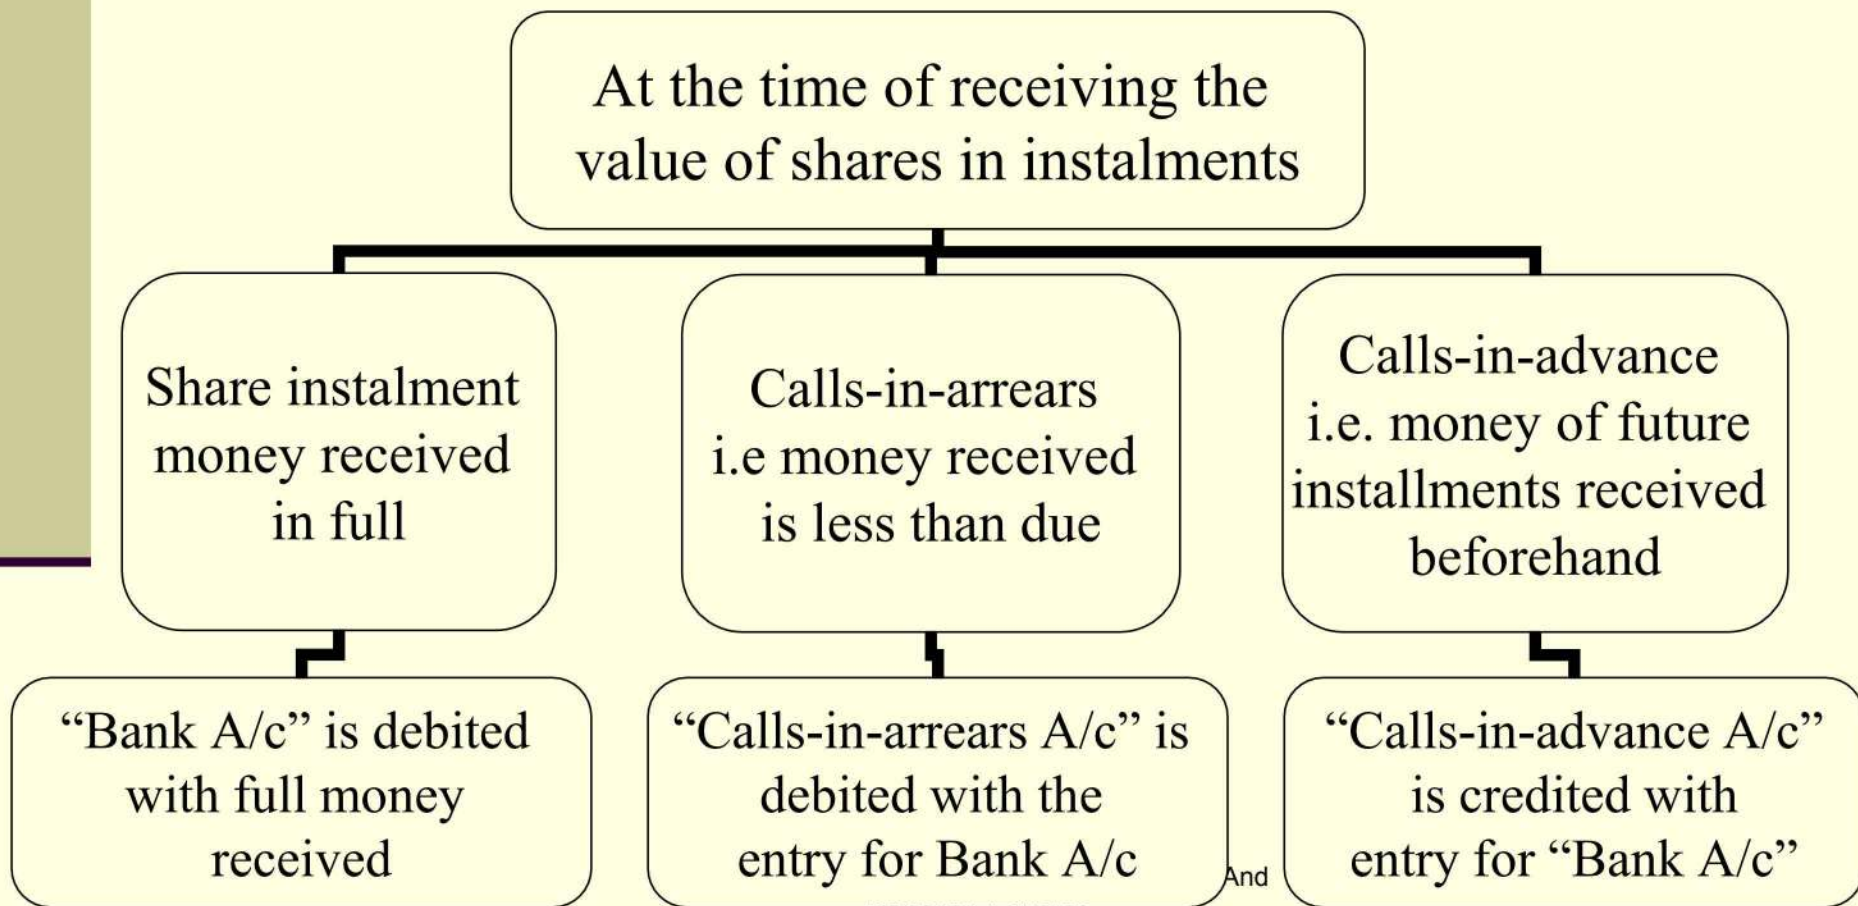 At the time of receiving the
value of shares in instalments
Share instalment
money received
in full
Calls-in-arrears
i.e money received
is less than due
Calls-in-advance
i.e. money of future
installments received
beforehand
“Bank A/c” is debited
with full money
received
“Calls-in-arrears A/c” is
debited with the
entry for Bank A/c
And
“Calls-in-advance A/c”
is credited with
entry for “Bank A/c”